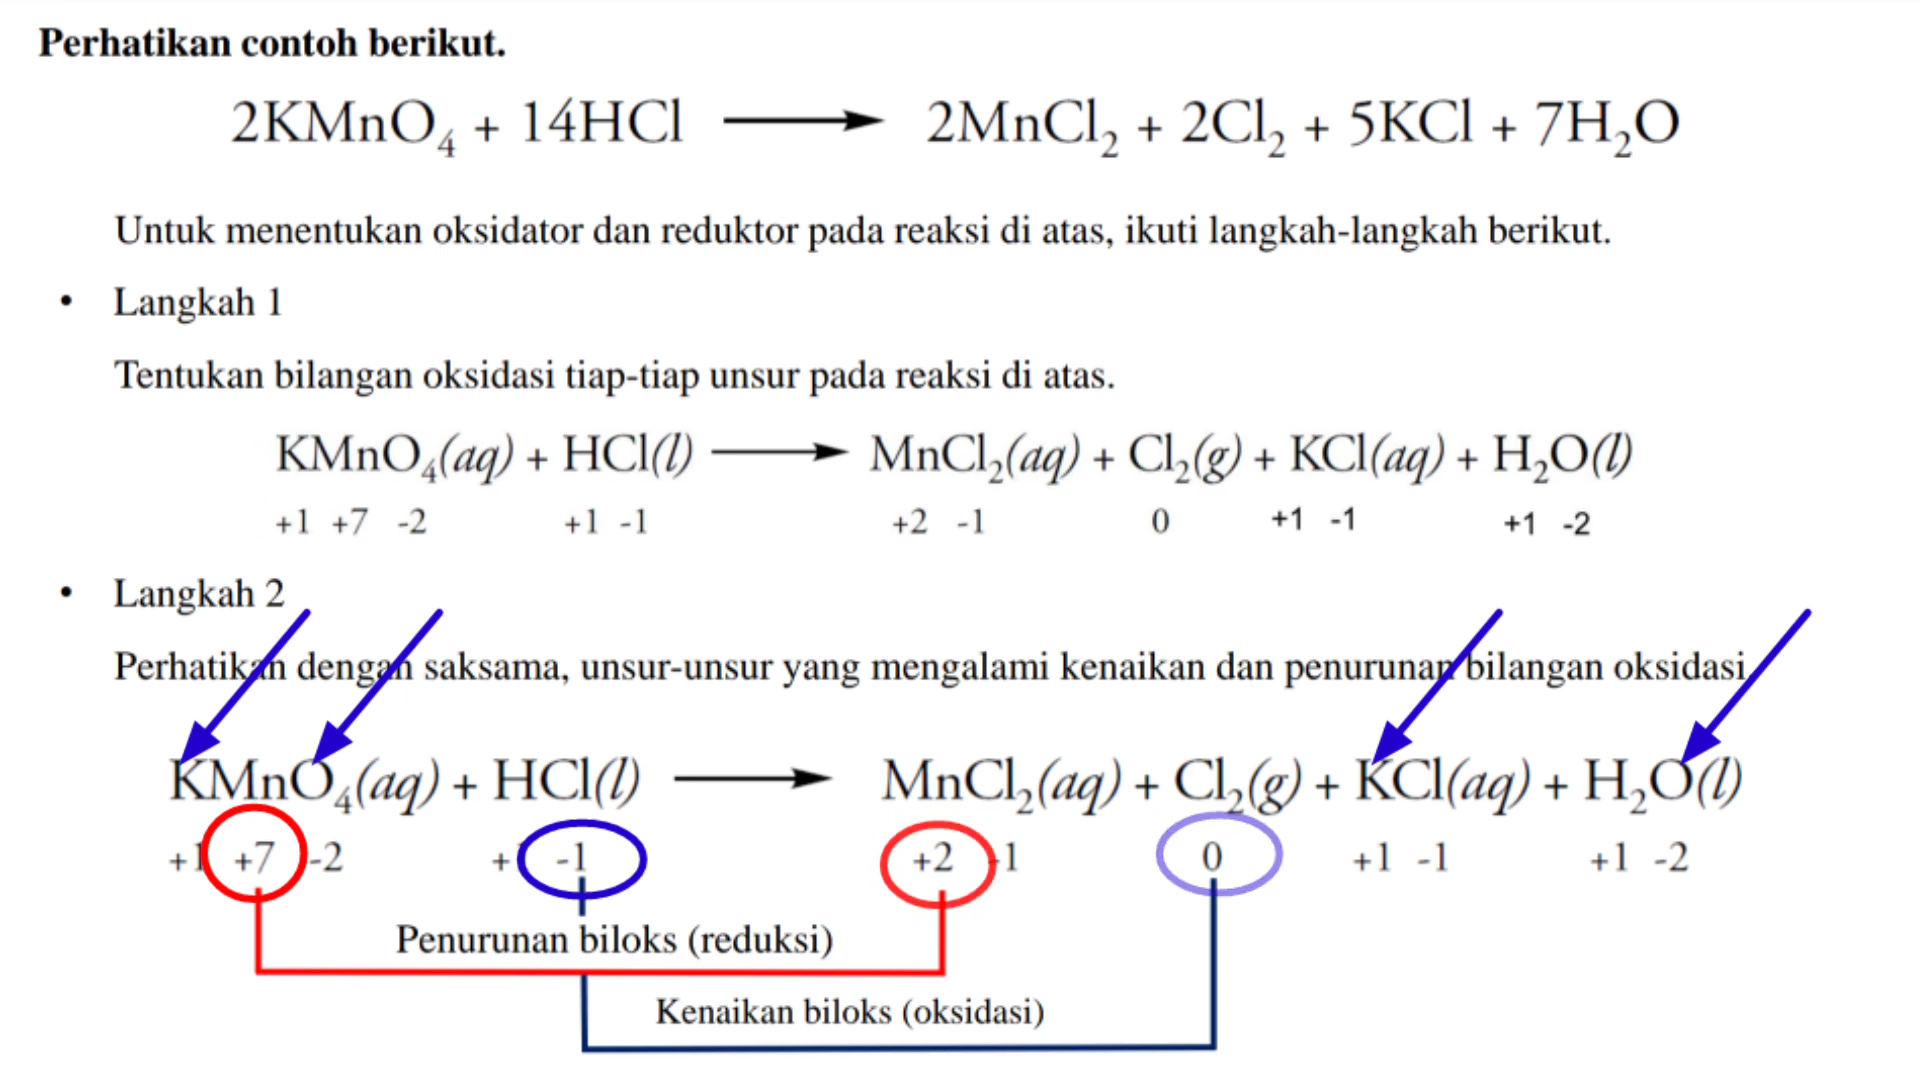 Perhatikan contoh berikut.
2KMnO₄ + 14HCl ⟶ 2MnCl₂ + 2Cl₂ + 5KCl + 7H₂O
Untuk menentukan oksidator dan reduktor pada reaksi di atas, ikuti langkah-langkah berikut.
• Langkah 1
Tentukan bilangan oksidasi tiap-tiap unsur pada reaksi di atas.
KMnO₄(aq) + HCl(l) ⟶ MnCl₂(aq) + Cl₂(g) + KCl(aq) + H₂O(l)
+1 +7 -2 +1 -1 +2 -1 0 +1 -1 +1 -2
• Langkah 2
Perhatikan dengan saksama, unsur-unsur yang mengalami kenaikan dan penurunan bilangan oksidasi.
KMnO₄(aq) + HCl(l) ⟶ MnCl₂(aq) + Cl₂(g) + KCl(aq) + H₂O(l)
+1 +7 -2 + -1 +2 -1 0 +1 -1 +1 -2
Penurunan biloks (reduksi)
Kenaikan biloks (oksidasi)